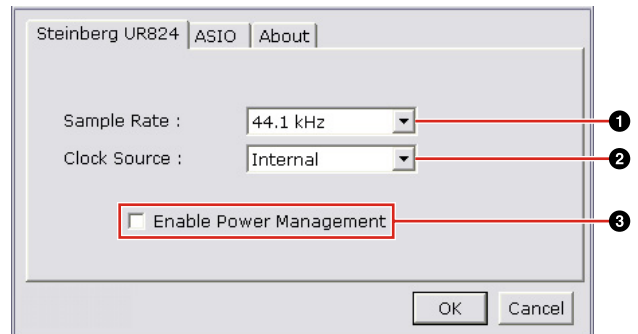 Steinberg UR824 ASIO About
Sample Rate : 44.1 kHz 1
Clock Source : Internal 2
Enable Power Management 3
OK Cancel